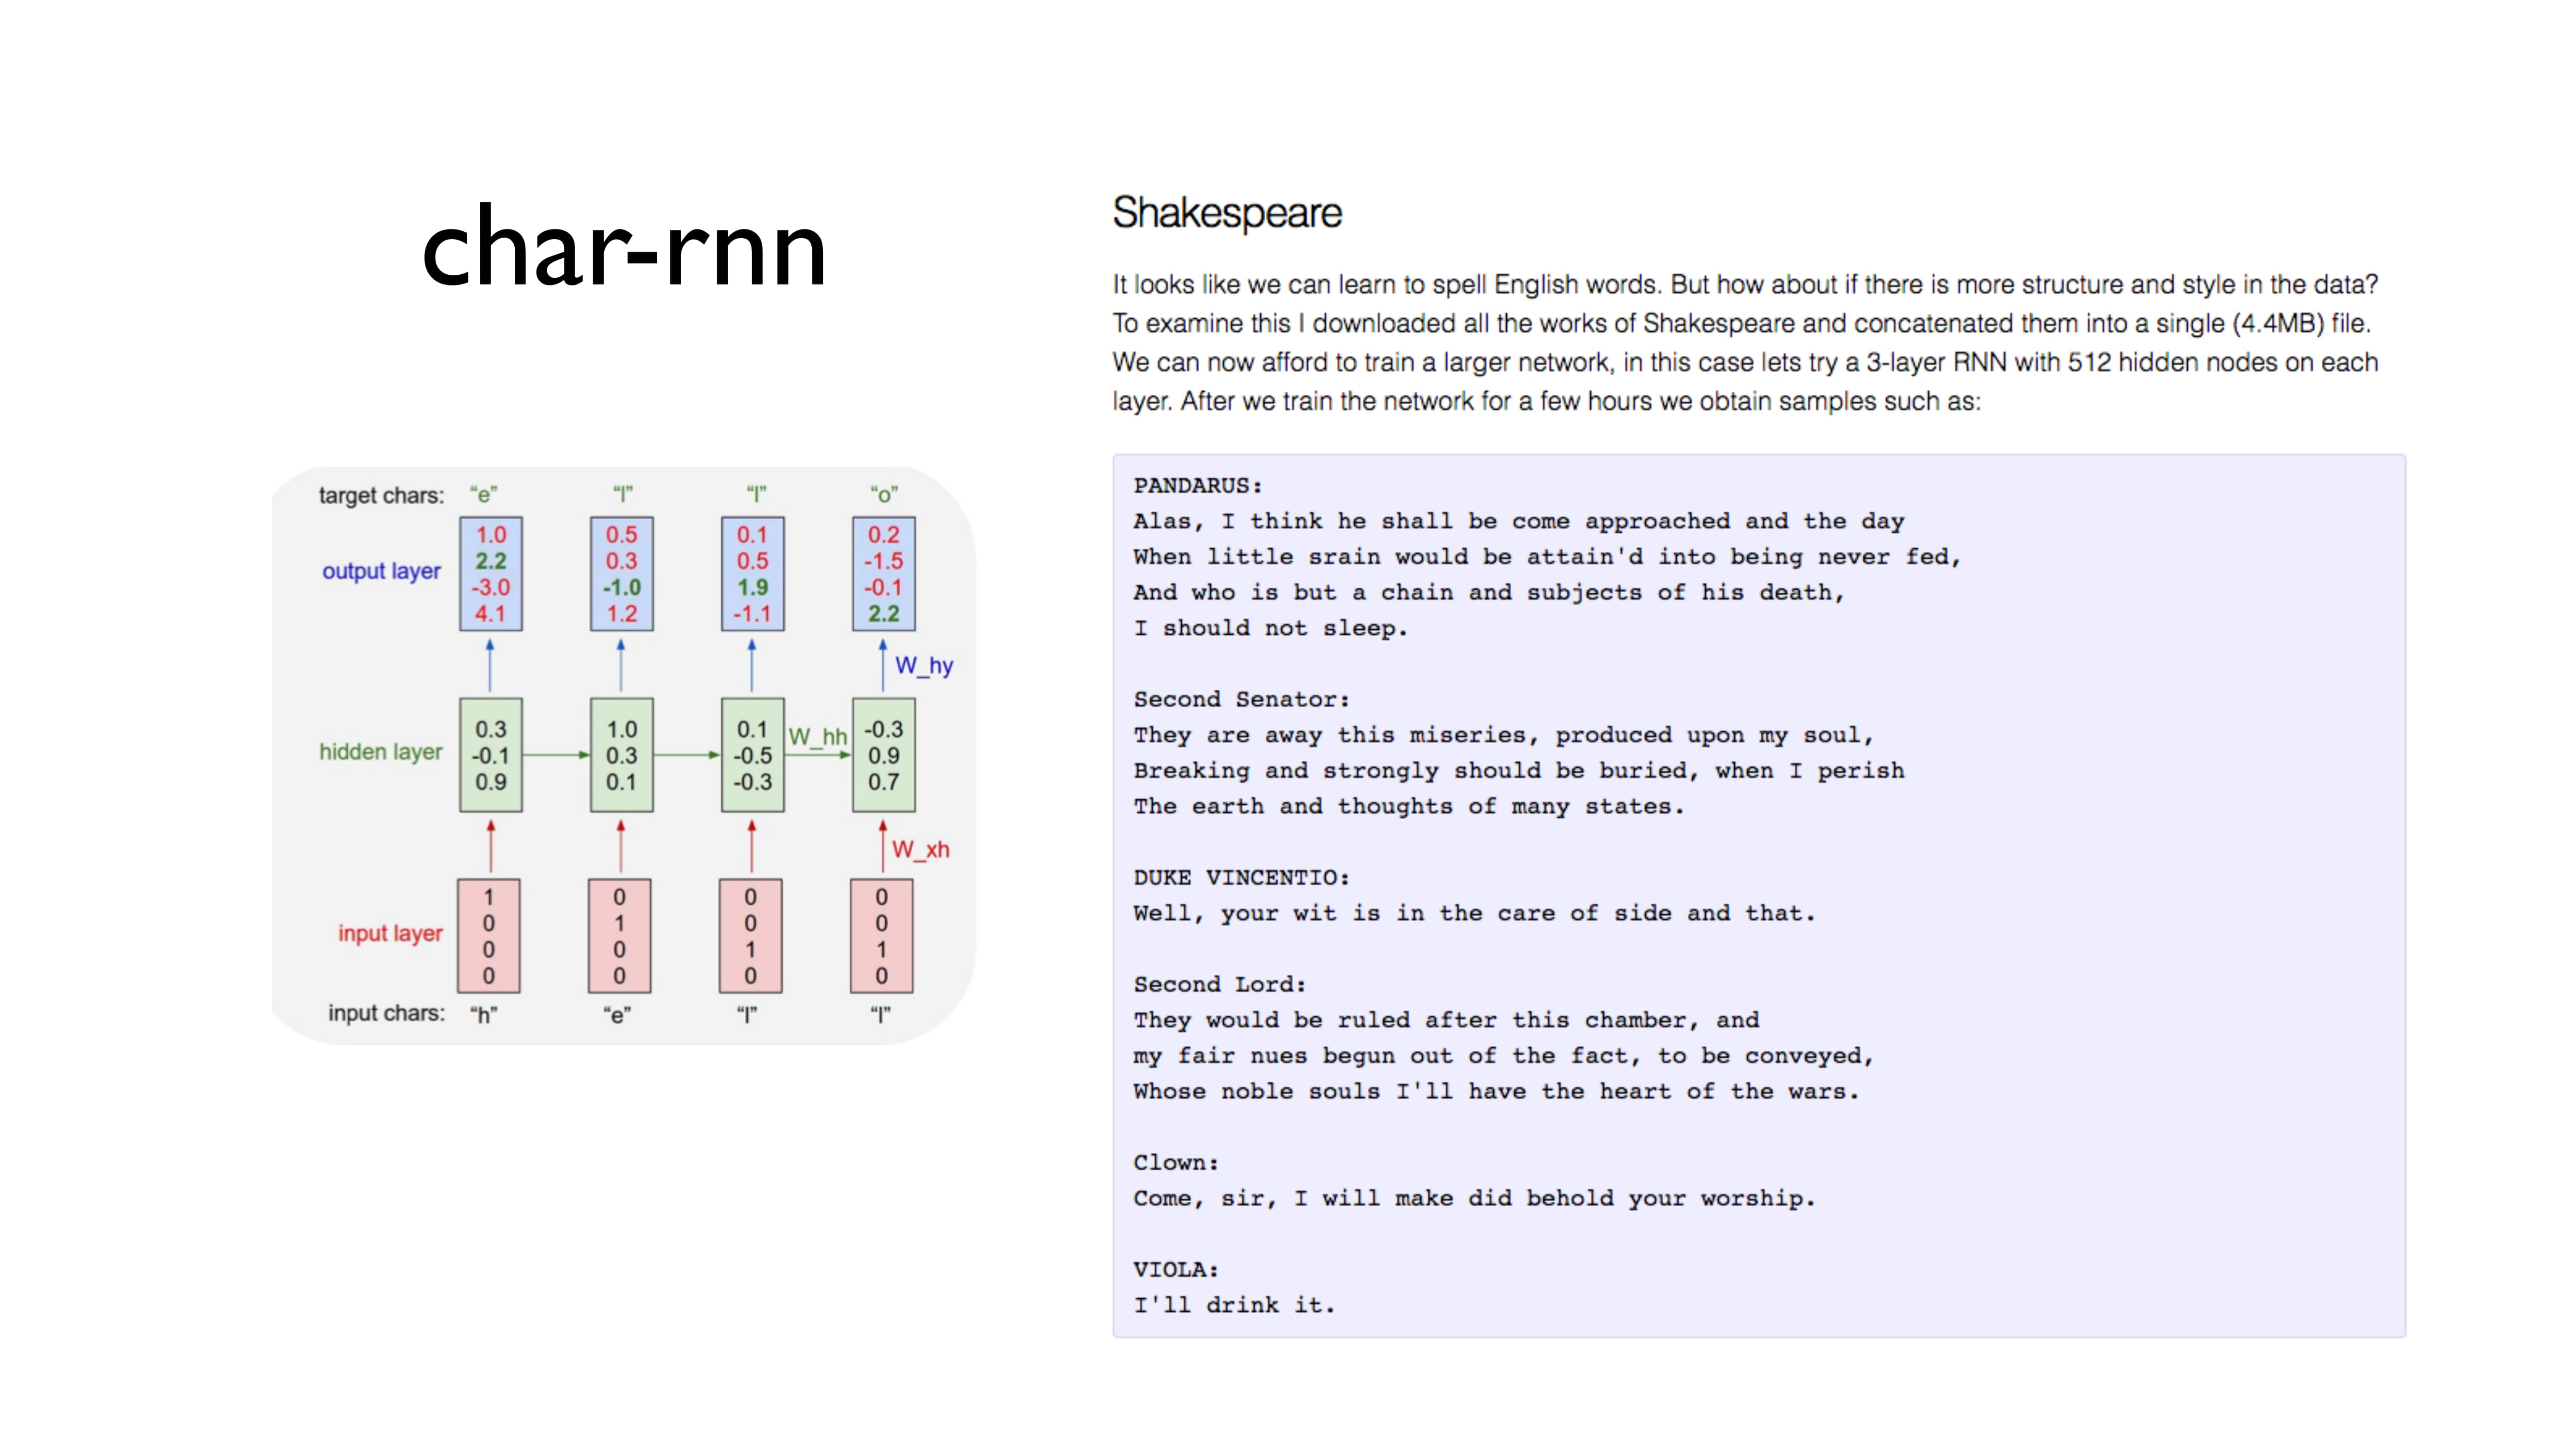 char-rnn
target chars: “e” “l” “l” “o”
output layer
1.0 0.5 0.1 0.2
2.2 0.3 0.5 -1.5
-3.0 -1.0 1.9 -0.1
4.1 1.2 -1.1 2.2
W_hy
hidden layer
0.3 1.0 0.1 -0.3
-0.1 0.3 -0.5 0.9
0.9 0.1 -0.3 0.7
W_hh
W_xh
input layer
1 0 0 0
0 1 0 0
0 0 1 1
0 0 0 0
input chars: “h” “e” “l” “l”
Shakespeare
It looks like we can learn to spell English words. But how about if there is more structure and style in the data?
To examine this I downloaded all the works of Shakespeare and concatenated them into a single (4.4MB) file.
We can now afford to train a larger network, in this case lets try a 3-layer RNN with 512 hidden nodes on each
layer. After we train the network for a few hours we obtain samples such as:
PANDARUS:
Alas, I think he shall be come approached and the day
When little srain would be attain'd into being never fed,
And who is but a chain and subjects of his death,
I should not sleep.
Second Senator:
They are away this miseries, produced upon my soul,
Breaking and strongly should be buried, when I perish
The earth and thoughts of many states.
DUKE VINCENTIO:
Well, your wit is in the care of side and that.
Second Lord:
They would be ruled after this chamber, and
my fair nues begun out of the fact, to be conveyed,
Whose noble souls I'll have the heart of the wars.
Clown:
Come, sir, I will make did behold your worship.
VIOLA:
I'll drink it.